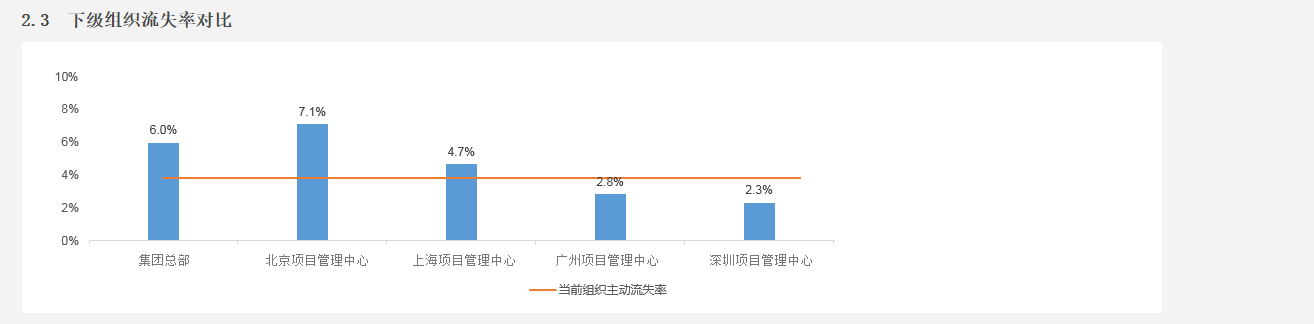 2.3 下级组织流失率对比
10%
8%
6%
4%
2%
0%
6.0%
7.1%
4.7%
2.8%
2.3%
集团总部
北京项目管理中心
上海项目管理中心
广州项目管理中心
深圳项目管理中心
当前组织主动流失率